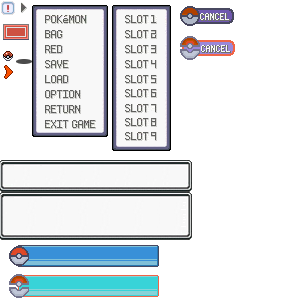 POKéMON
BAG
RED
SAVE
LOAD
OPTION
RETURN
EXIT GAME
SLOT 1
SLOT 2
SLOT 3
SLOT 4
SLOT 5
SLOT 6
SLOT 7
SLOT 8
SLOT 9
CANCEL
CANCEL